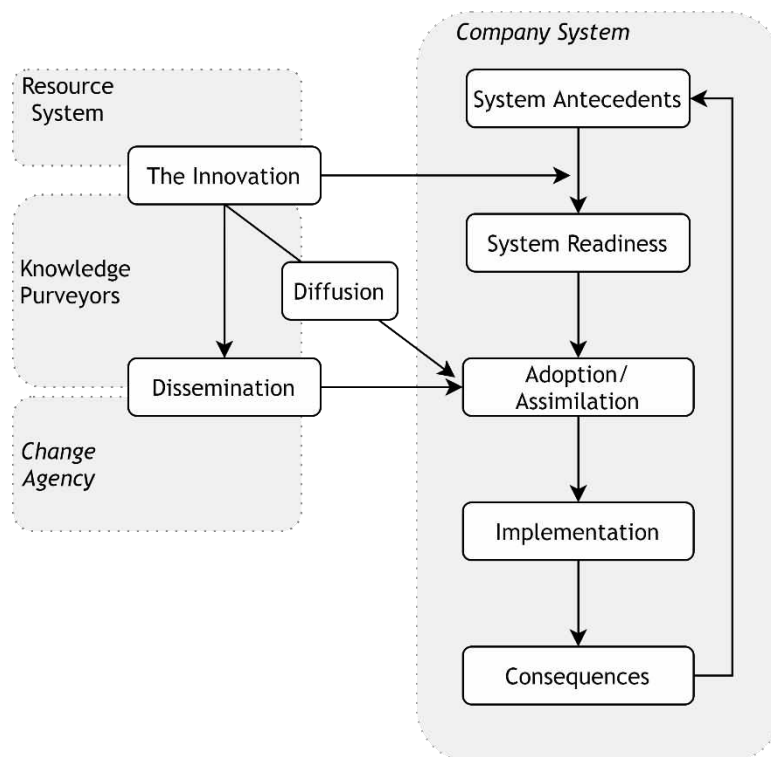 Company System
Resource
System
System Antecedents
The Innovation
System Readiness
Knowledge
Purveyors
Diffusion
Dissemination
Adoption/
Assimilation
Change
Agency
Implementation
Consequences